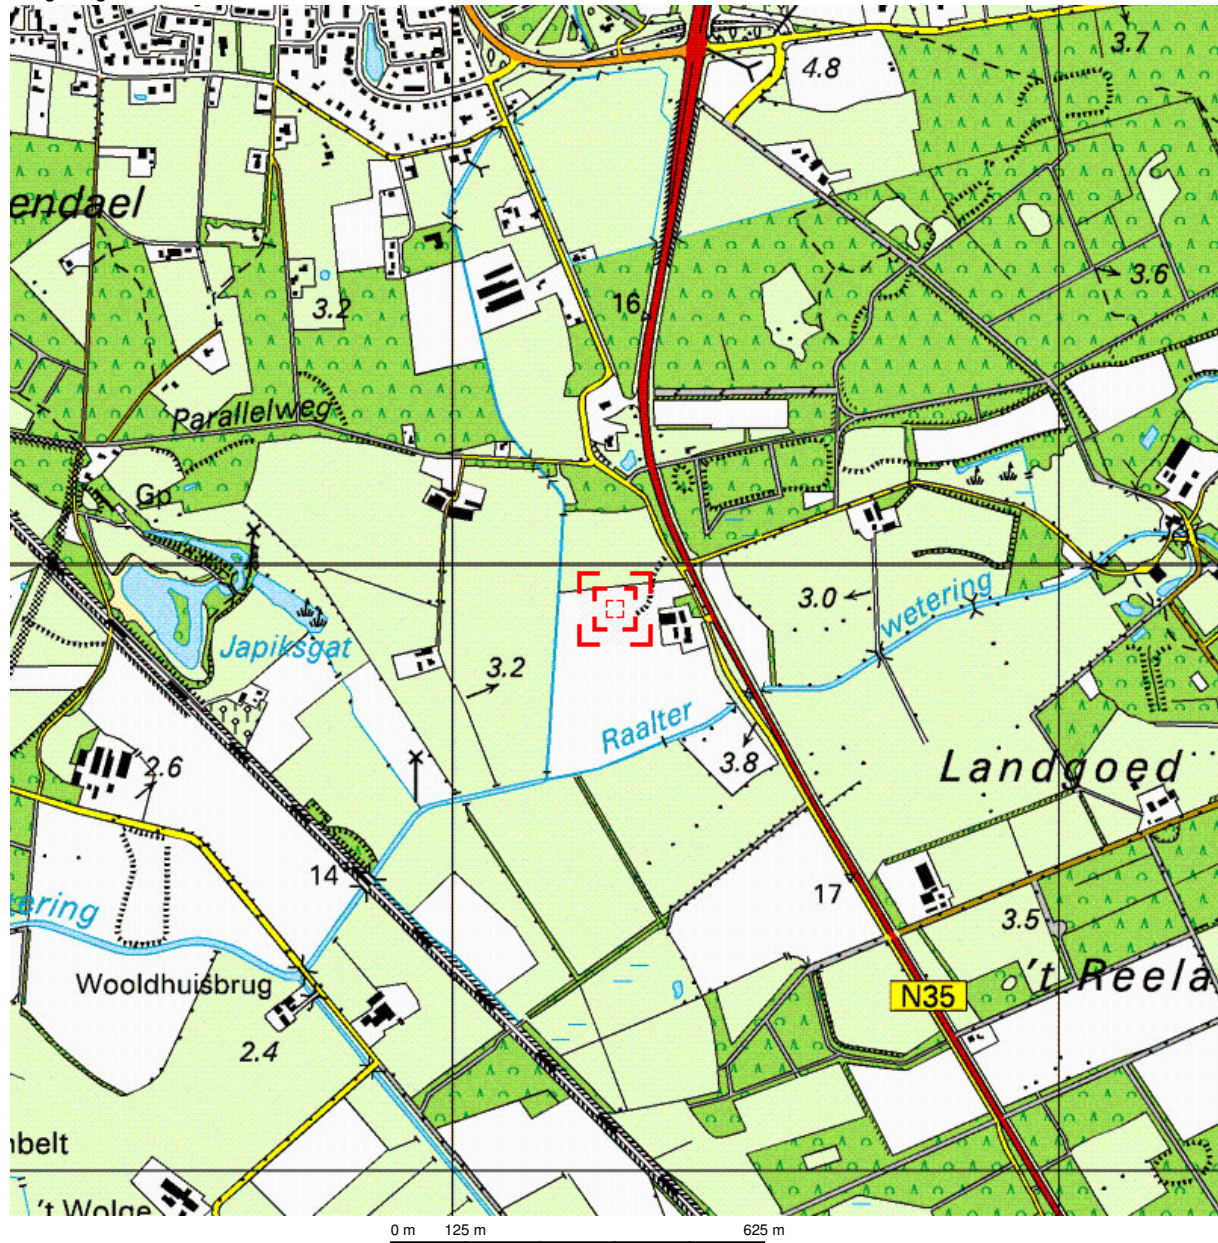 3.7
4.8
endael
3.6
3.2
16
Parallelweg
Gp
3.0
wetering
Japiksgat
3.2
Raalter
3.8
Landgoed
2.6
14
17
3.5
tering
Wooldhuisbrug
't Reela
N35
2.4
nbelt
't Wolge
0 m
125 m
625 m